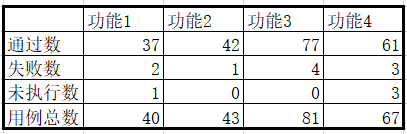 功能1 功能2 功能3 功能4
通过数 37 42 77 61
失败数 2 1 4 3
未执行数 1 0 0 3
用例总数 40 43 81 67